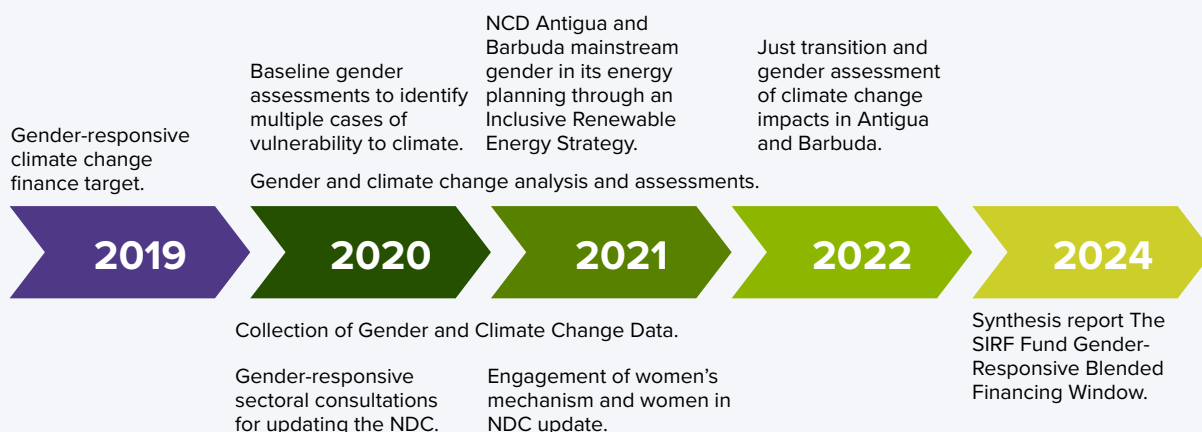 Gender-responsive
climate change
finance target.
Baseline gender
assessments to identify
multiple cases of
vulnerability to climate.
NCD Antigua and
Barbuda mainstream
gender in its energy
planning through an
Inclusive Renewable
Energy Strategy.
Just transition and
gender assessment
of climate change
impacts in Antigua
and Barbuda.
Gender and climate change analysis and assessments.
2019
2020
2021
2022
2024
Collection of Gender and Climate Change Data.
Gender-responsive
sectoral consultations
for updating the NDC.
Engagement of women’s
mechanism and women in
NDC update.
Synthesis report The
SIRF Fund Gender-
Responsive Blended
Financing Window.